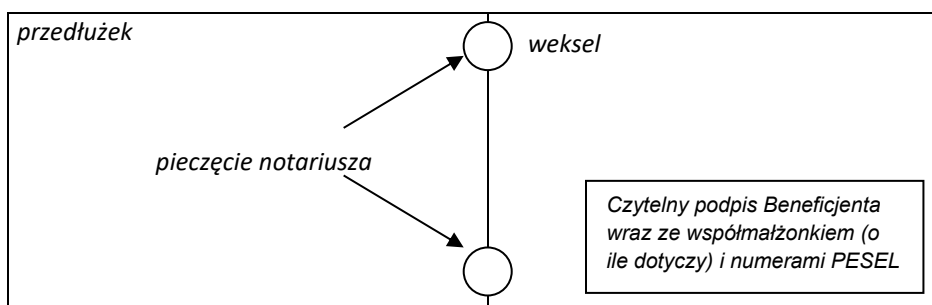 przedłużek
weksel
pieczęcie notariusza
Czytelny podpis Beneficjenta
wraz ze współmałżonkiem (o
ile dotyczy) i numerami PESEL